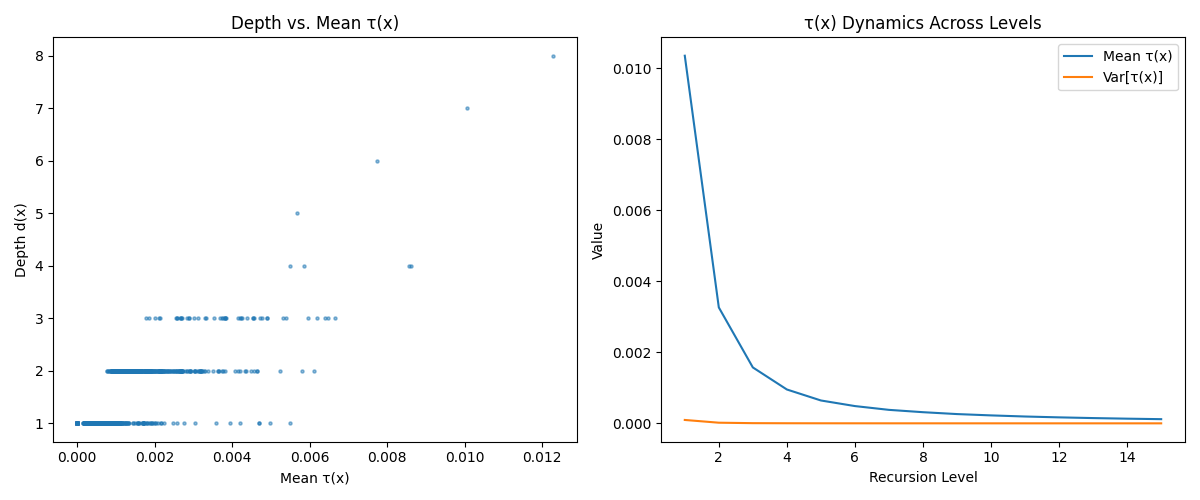 Depth vs. Mean τ(x)
8
7
6
5
4
3
2
1
Depth d(x)
0.000 0.002 0.004 0.006 0.008 0.010 0.012
Mean τ(x)
τ(x) Dynamics Across Levels
Mean τ(x)
Var[τ(x)]
0.010
0.008
0.006
0.004
0.002
0.000
Value
2 4 6 8 10 12 14
Recursion Level